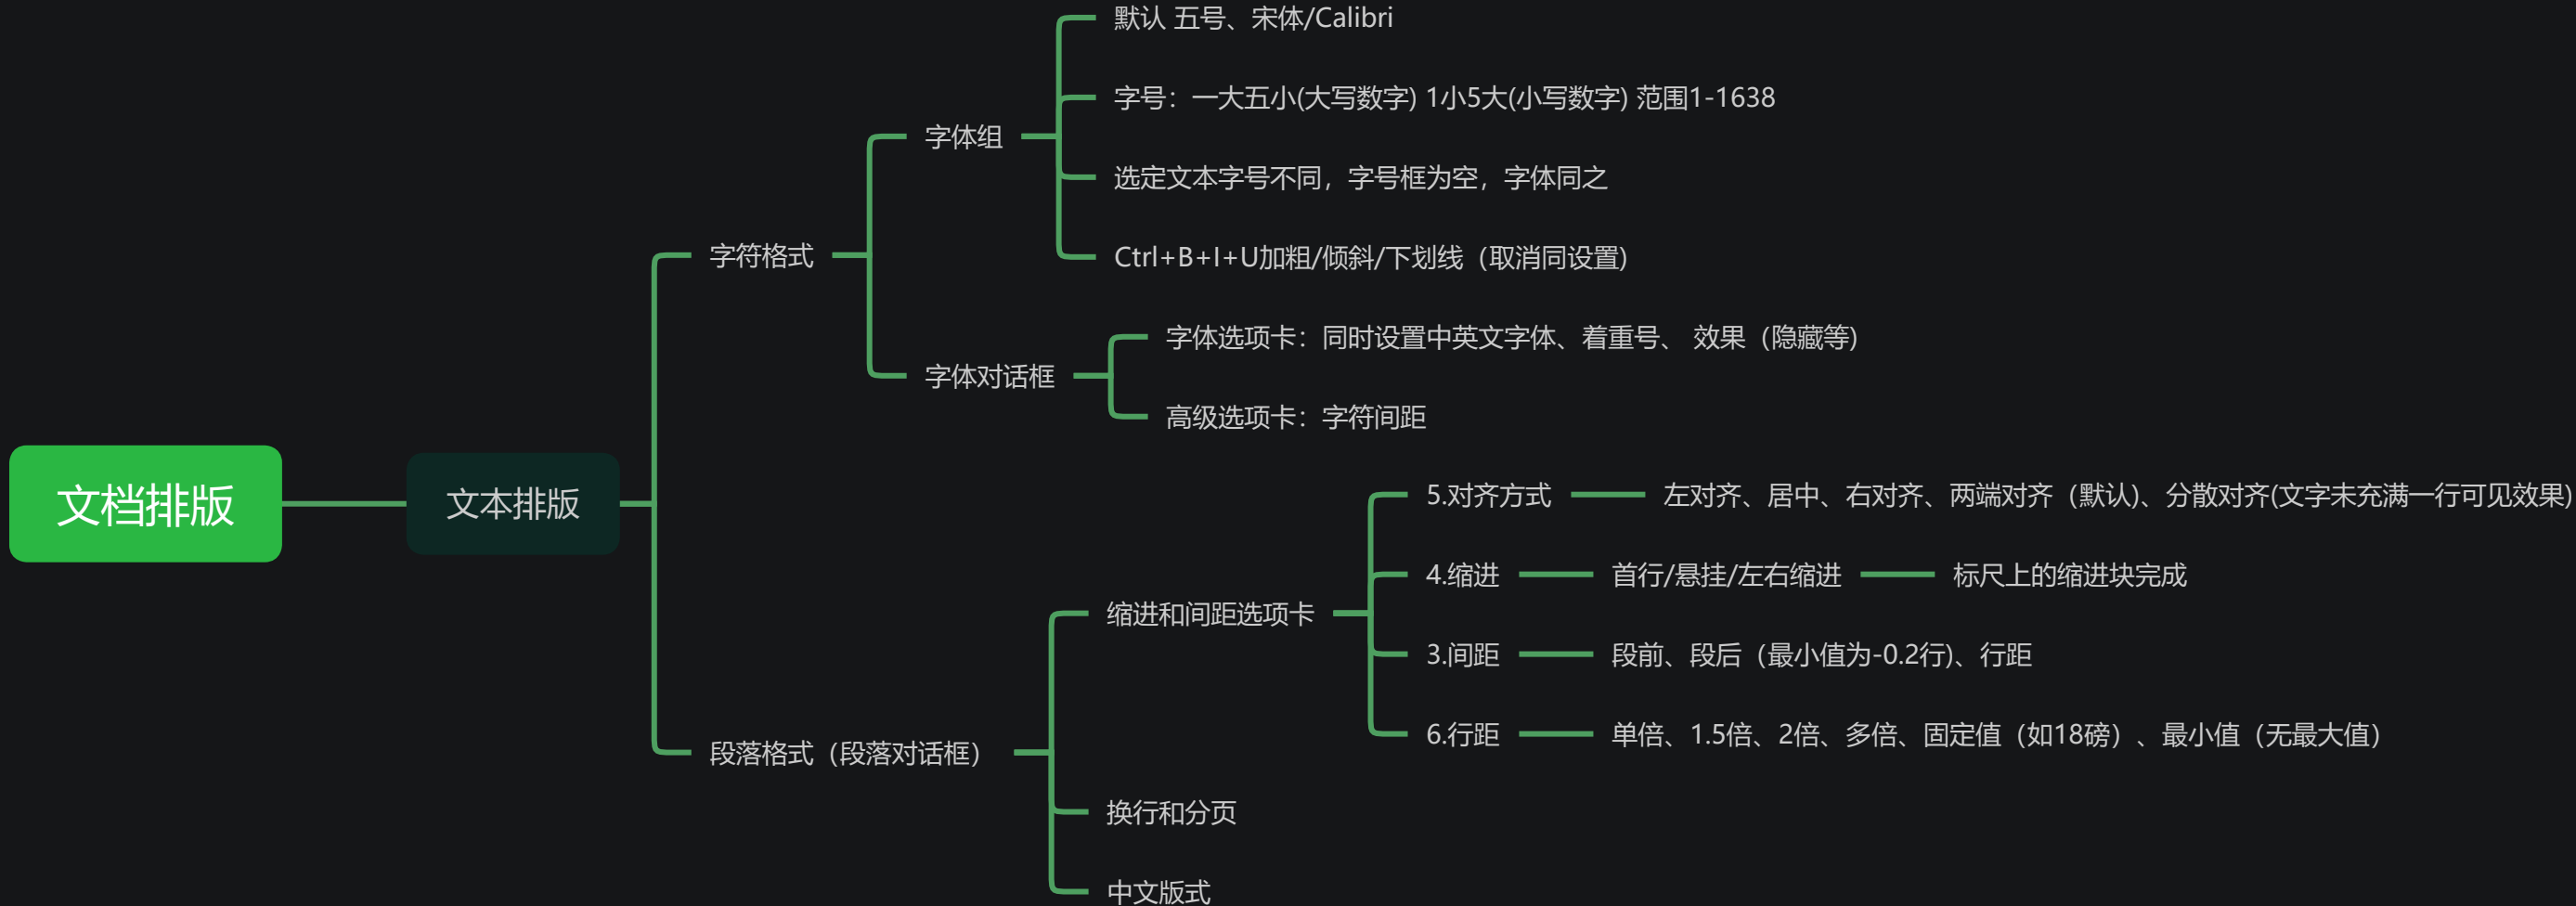 文档排版
文本排版
字符格式
字体组
默认 五号、宋体/Calibri
字号：一大五小(大写数字) 1小5大(小写数字) 范围1-1638
选定文本字号不同，字号框为空，字体同之
Ctrl+B+I+U加粗/倾斜/下划线（取消同设置)
字体对话框
字体选项卡：同时设置中英文字体、着重号、 效果（隐藏等)
高级选项卡：字符间距
段落格式（段落对话框）
缩进和间距选项卡
5.对齐方式
左对齐、居中、右对齐、两端对齐（默认)、分散对齐(文字未充满一行可见效果)
4.缩进
首行/悬挂/左右缩进
标尺上的缩进块完成
3.间距
段前、段后（最小值为-0.2行)、行距
6.行距
单倍、1.5倍、2倍、多倍、固定值（如18磅）、最小值（无最大值）
换行和分页
中文版式